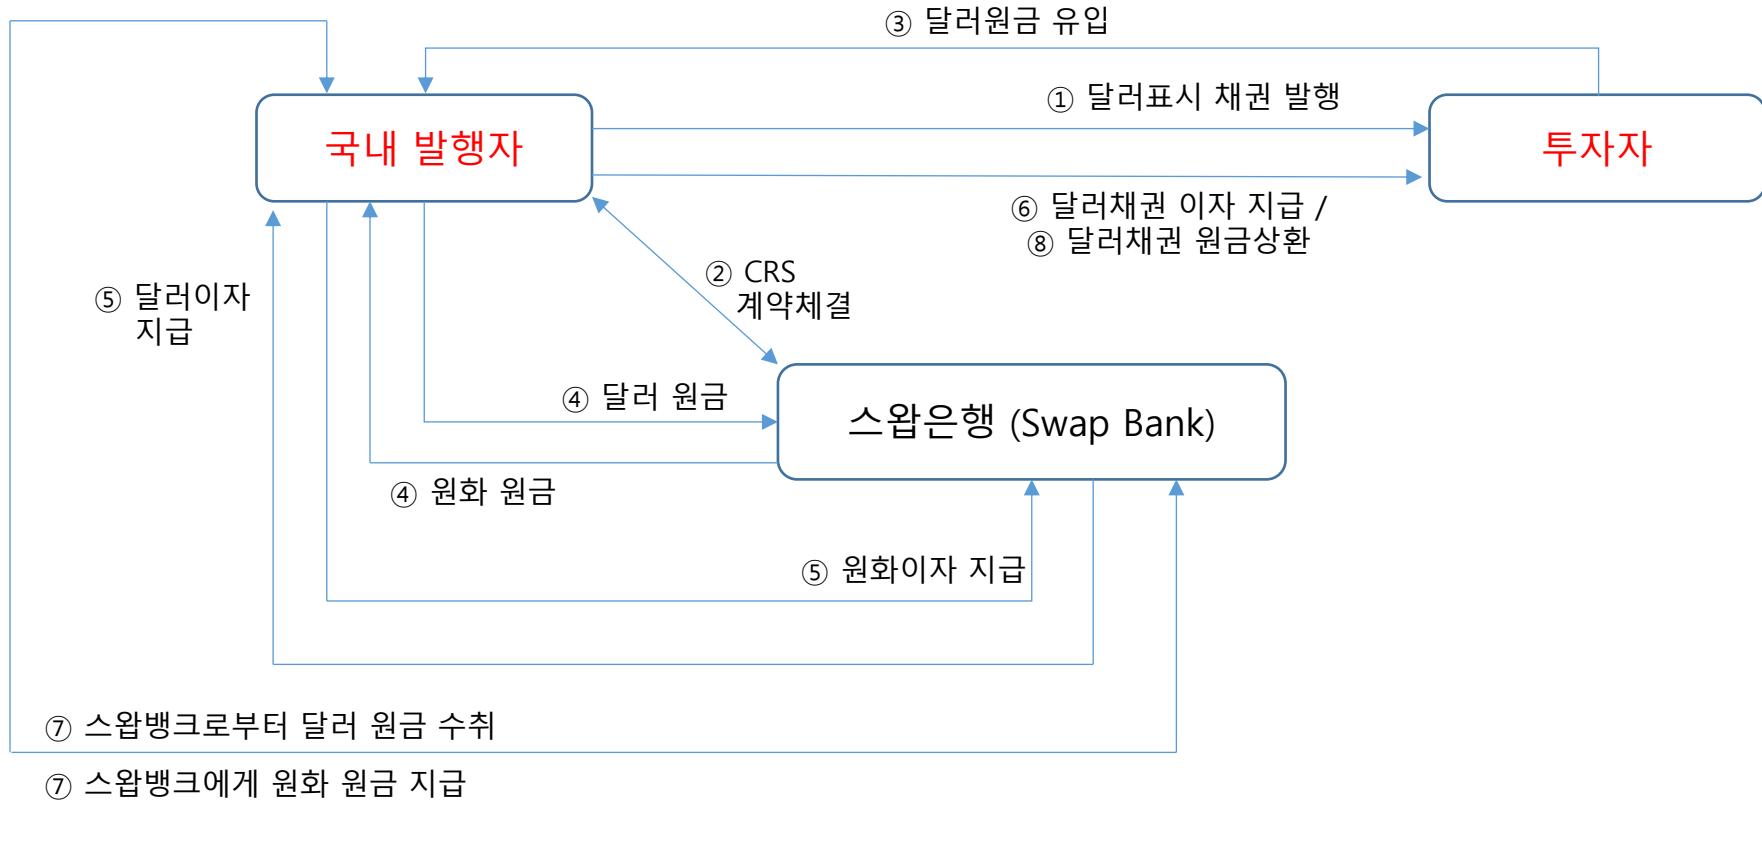 ③ 달러원금 유입
① 달러표시 채권 발행
국내 발행자
투자자
⑥ 달러채권 이자 지급 /
⑧ 달러채권 원금상환
② CRS
계약체결
⑤ 달러이자
지급
④ 달러 원금
스왑은행 (Swap Bank)
④ 원화 원금
⑤ 원화이자 지급
⑦ 스왑뱅크로부터 달러 원금 수취
⑦ 스왑뱅크에게 원화 원금 지급